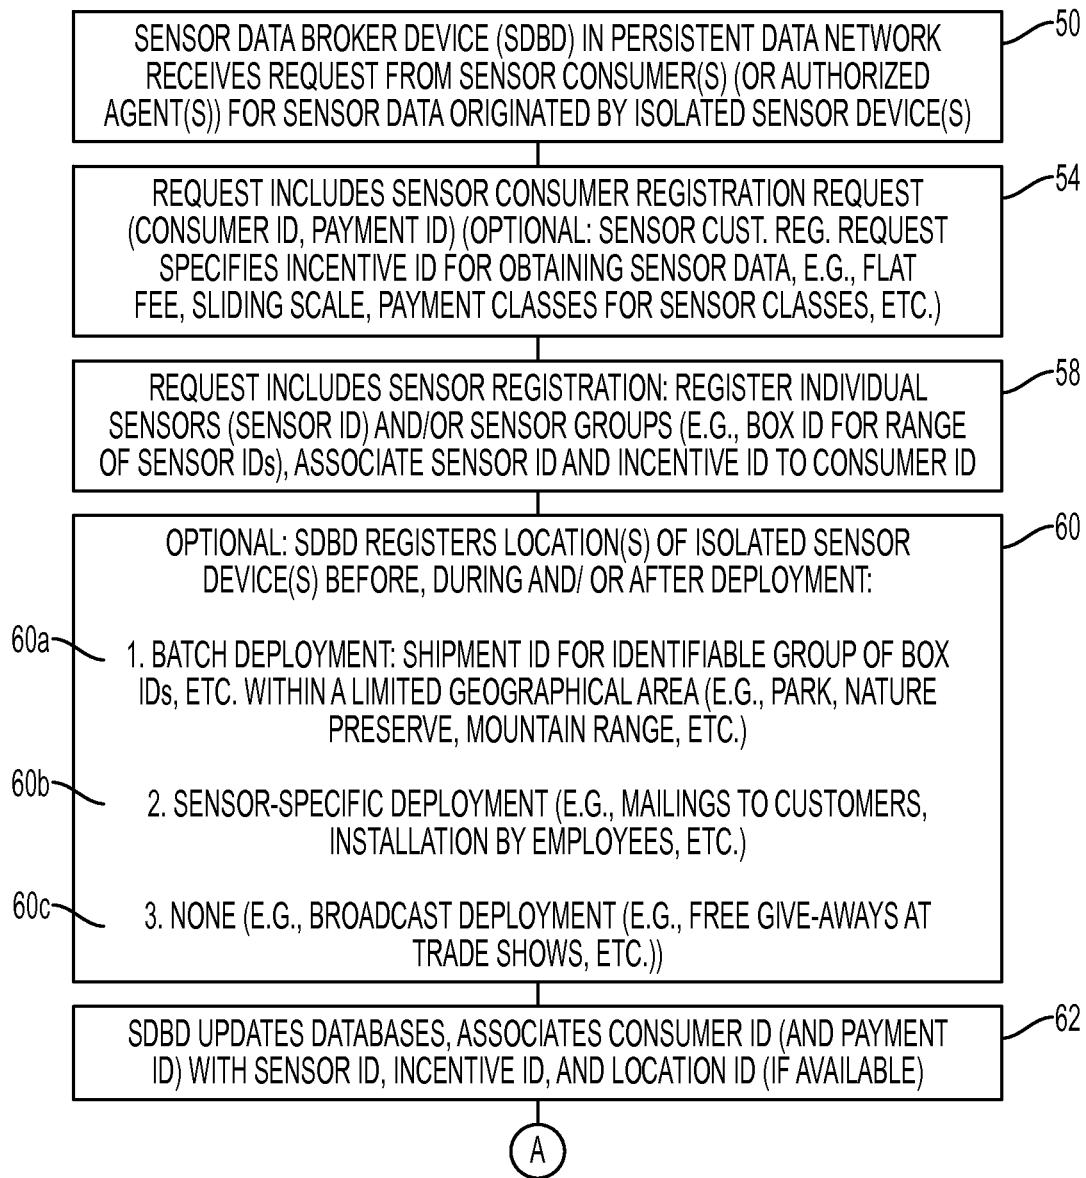 SENSOR DATA BROKER DEVICE (SDBD) IN PERSISTENT DATA NETWORK
RECEIVES REQUEST FROM SENSOR CONSUMER(S) (OR AUTHORIZED
AGENT(S)) FOR SENSOR DATA ORIGINATED BY ISOLATED SENSOR DEVICE(S)
50
REQUEST INCLUDES SENSOR CONSUMER REGISTRATION REQUEST
(CONSUMER ID, PAYMENT ID) (OPTIONAL: SENSOR CUST. REG. REQUEST
SPECIFIES INCENTIVE ID FOR OBTAINING SENSOR DATA, E.G., FLAT
FEE, SLIDING SCALE, PAYMENT CLASSES FOR SENSOR CLASSES, ETC.)
54
REQUEST INCLUDES SENSOR REGISTRATION: REGISTER INDIVIDUAL
SENSORS (SENSOR ID) AND/OR SENSOR GROUPS (E.G., BOX ID FOR RANGE
OF SENSOR IDs), ASSOCIATE SENSOR ID AND INCENTIVE ID TO CONSUMER ID
58
OPTIONAL: SDBD REGISTERS LOCATION(S) OF ISOLATED SENSOR
DEVICE(S) BEFORE, DURING AND/ OR AFTER DEPLOYMENT:
60
60a
1. BATCH DEPLOYMENT: SHIPMENT ID FOR IDENTIFIABLE GROUP OF BOX
IDs, ETC. WITHIN A LIMITED GEOGRAPHICAL AREA (E.G., PARK, NATURE
PRESERVE, MOUNTAIN RANGE, ETC.)
60b
2. SENSOR-SPECIFIC DEPLOYMENT (E.G., MAILINGS TO CUSTOMERS,
INSTALLATION BY EMPLOYEES, ETC.)
60c
3. NONE (E.G., BROADCAST DEPLOYMENT (E.G., FREE GIVE-AWAYS AT
TRADE SHOWS, ETC.))
SDBD UPDATES DATABASES, ASSOCIATES CONSUMER ID (AND PAYMENT
ID) WITH SENSOR ID, INCENTIVE ID, AND LOCATION ID (IF AVAILABLE)
62
A